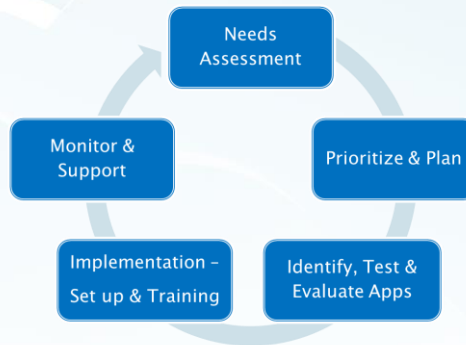 Needs
Assessment
Prioritize & Plan
Identify, Test &
Evaluate Apps
Implementation –
Set up & Training
Monitor &
Support